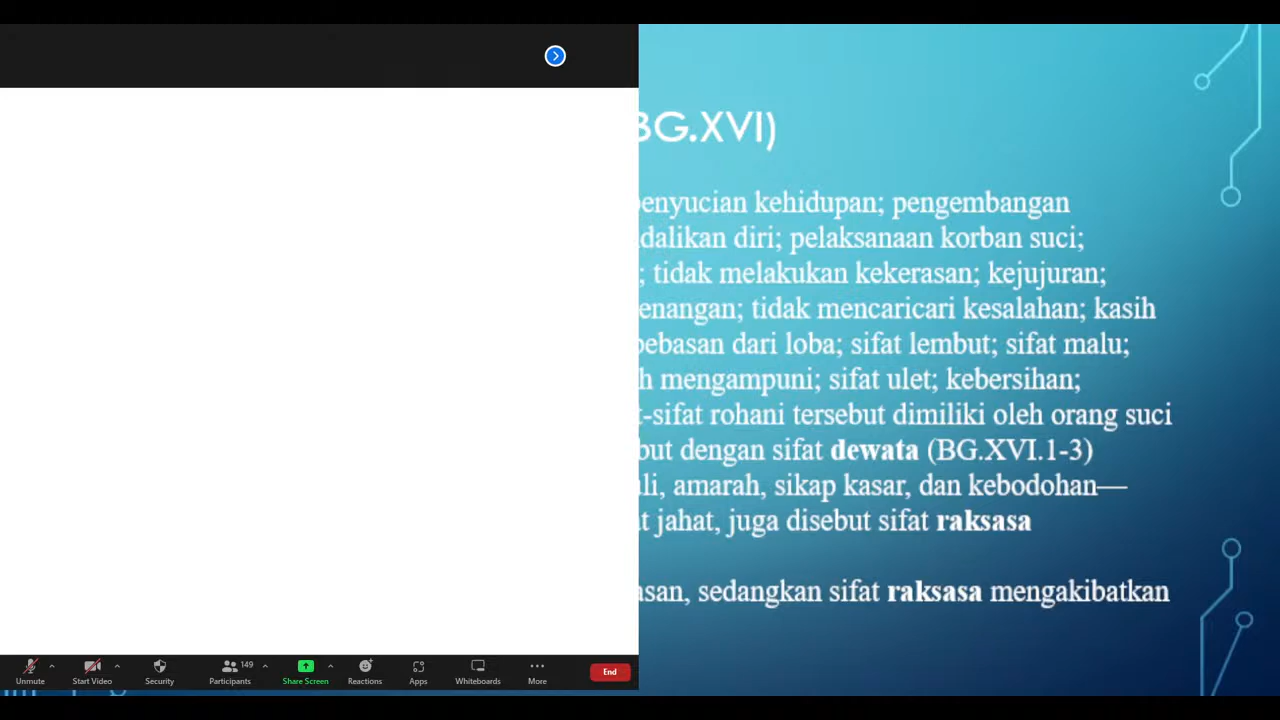 BG.XVI)
penyucian kehidupan; pengembangan
dalikan diri; pelaksanaan korban suci;
; tidak melakukan kekerasan; kejujuran;
enangan; tidak mencaricari kesalahan; kasih
bebasan dari loba; sifat lembut; sifat malu;
h mengampuni; sifat ulet; kebersihan;
t-sifat rohani tersebut dimiliki oleh orang suci
but dengan sifat dewata (BG.XVI.1-3)
li, amarah, sikap kasar, dan kebodohan—
t jahat, juga disebut sifat raksasa
asan, sedangkan sifat raksasa mengakibatkan
149
Unmute Start Video Security Participants Share Screen Reactions Apps Whiteboards More End